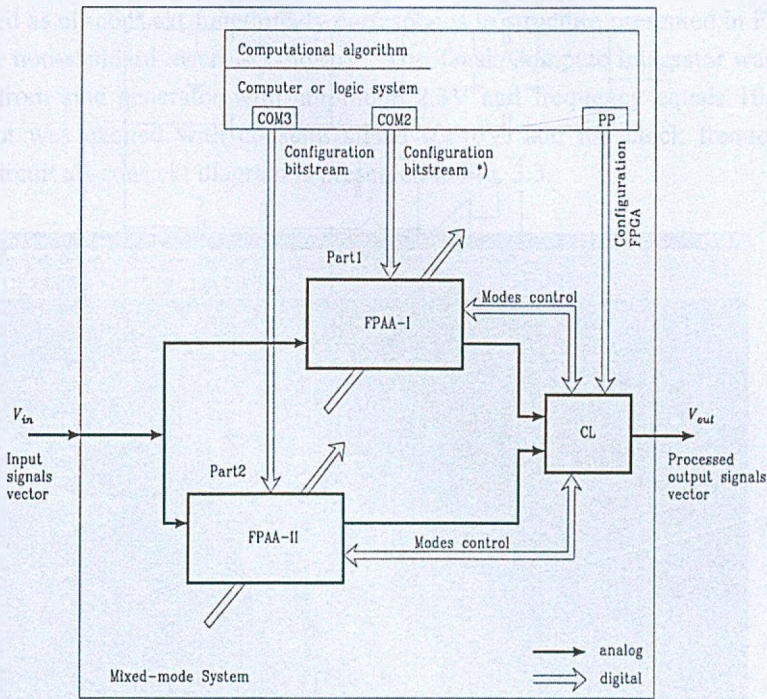 Computational algorithm
Computer or logic system
COM3
COM2
PP
Configuration
bitstream
Configuration
bitstream *)
Configuration
FPGA
Part1
FPAA-I
Modes control
V_in
Input
signals
vector
CL
V_out
Processed
output signals
vector
Part2
FPAA-II
Modes control
analog
digital
Mixed-mode System